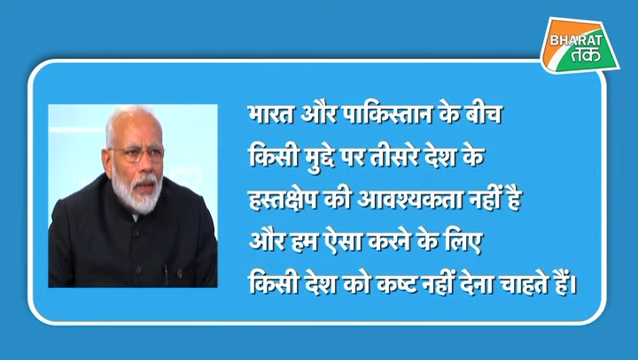 BHARAT
तक
भारत और पाकिस्तान के बीच
किसी मुद्दे पर तीसरे देश के
हस्तक्षेप की आवश्यकता नहीं है
और हम ऐसा करने के लिए
किसी देश को कष्ट नहीं देना चाहते हैं।